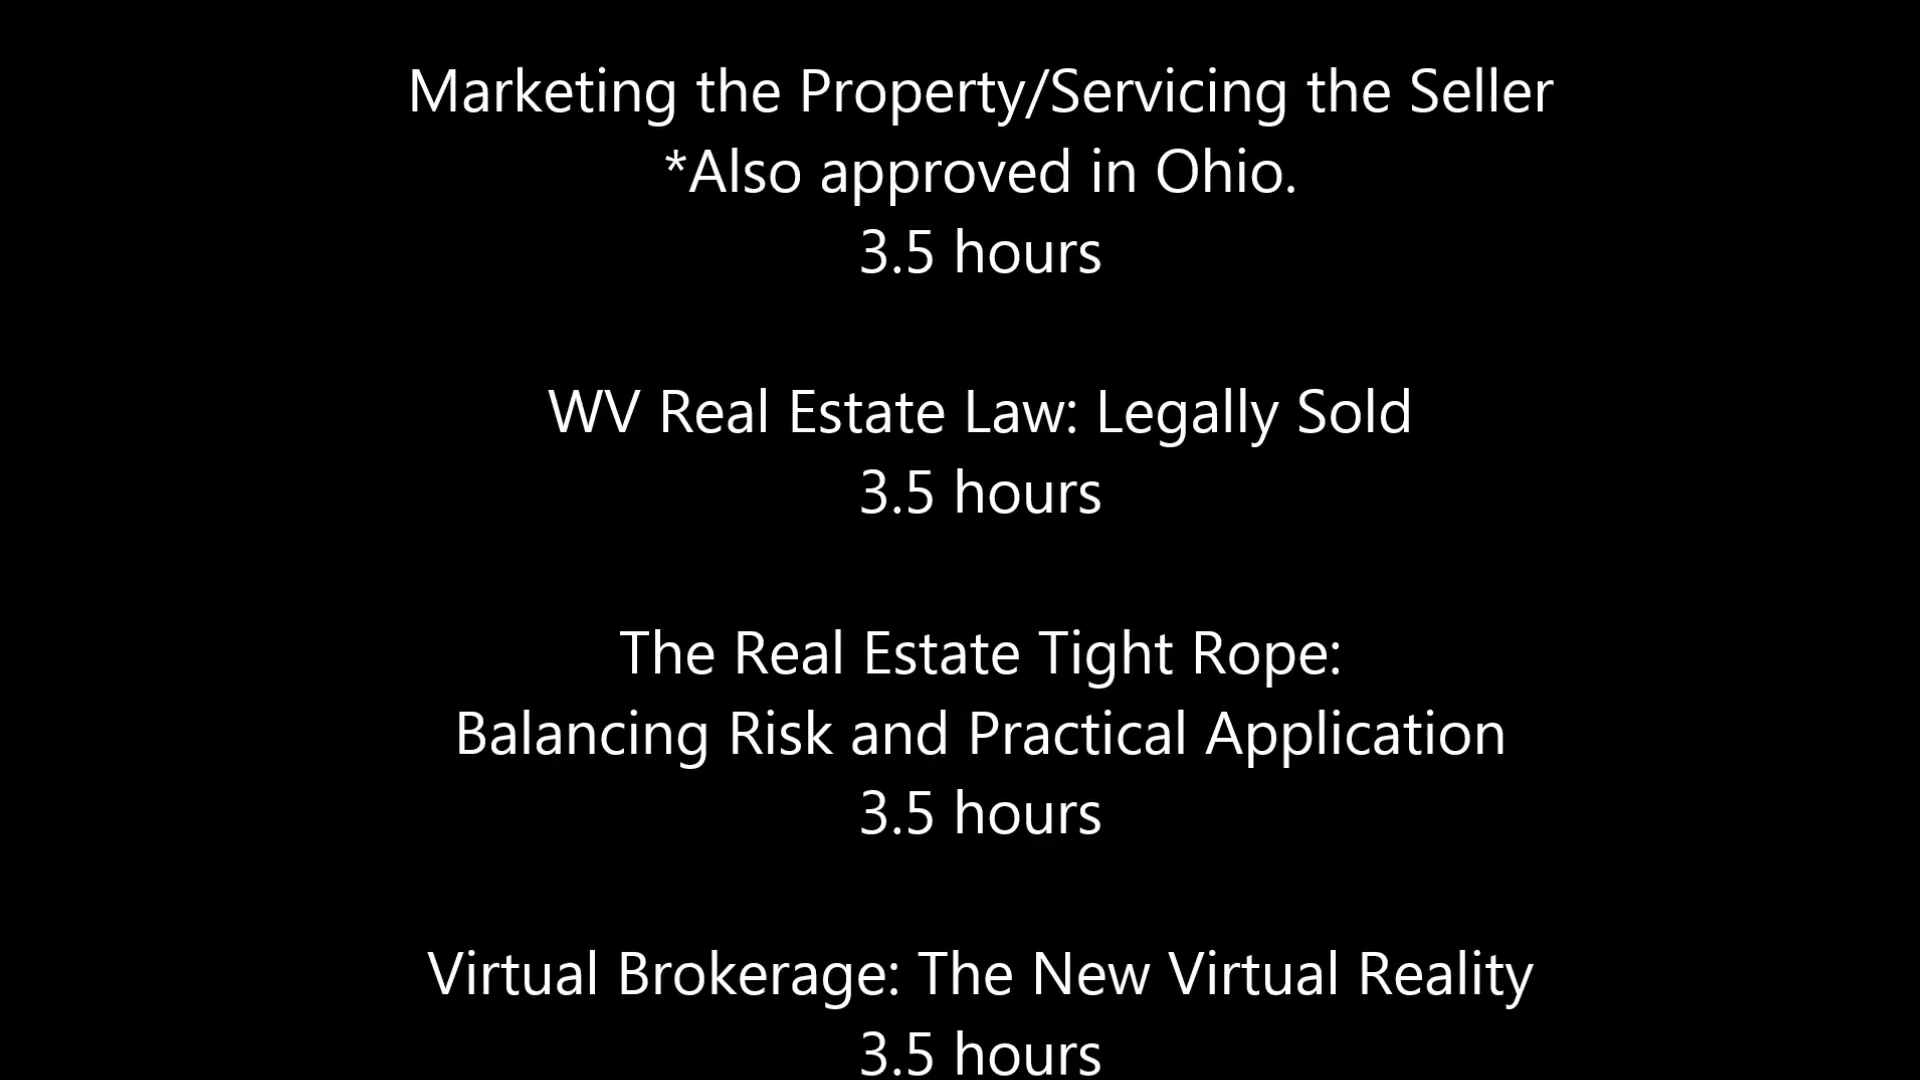 Marketing the Property/Servicing the Seller
*Also approved in Ohio.
3.5 hours
WV Real Estate Law: Legally Sold
3.5 hours
The Real Estate Tight Rope:
Balancing Risk and Practical Application
3.5 hours
Virtual Brokerage: The New Virtual Reality
3.5 hours